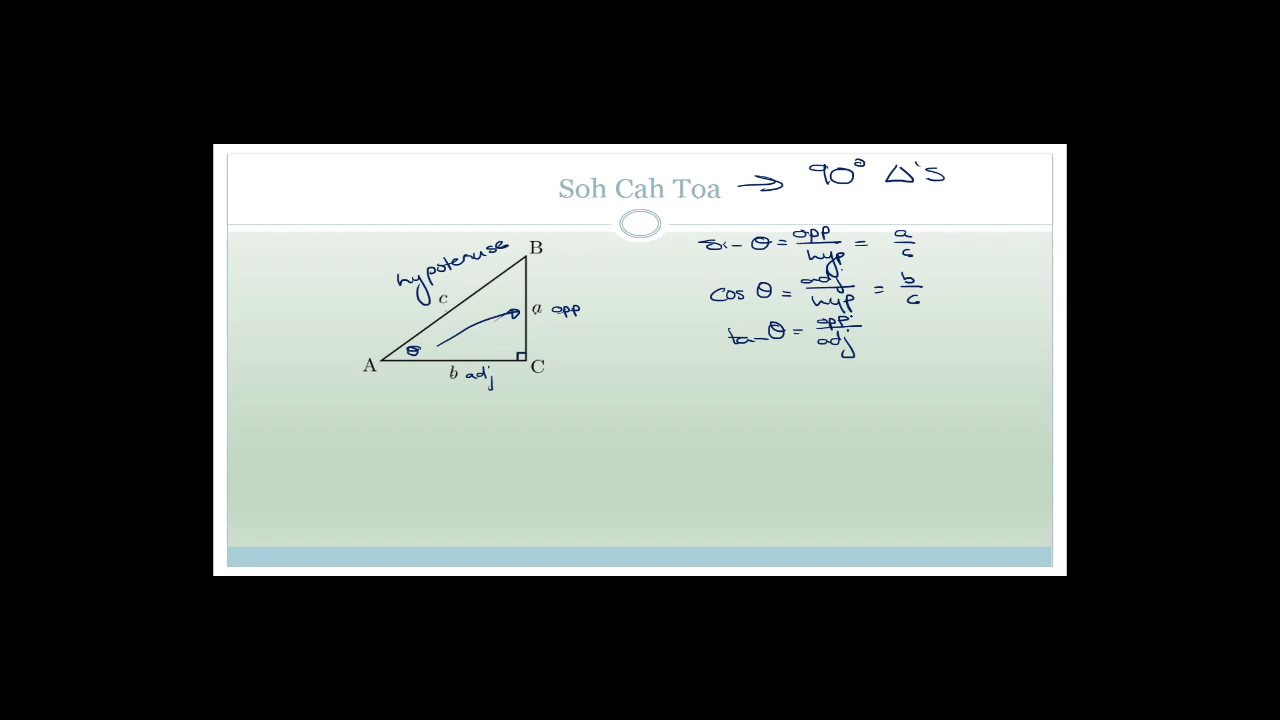 Soh Cah Toa → 90° Δ's
sin θ = opp/hyp = a/c
cos θ = adj/hyp = b/c
tan θ = opp/adj
hypotenuse
B
c
a opp
θ
A
b adj
C